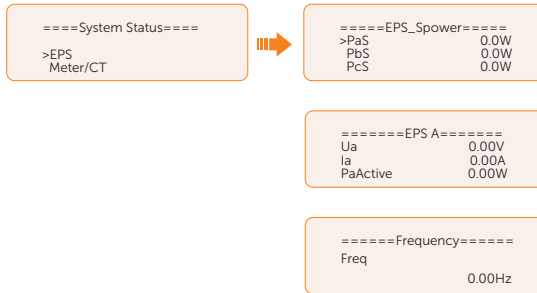 ====System Status====
>EPS
Meter/CT
=====EPS_Spower=====
>PaS 0.0W
PbS 0.0W
PcS 0.0W
=======EPS A=======
Ua 0.00V
Ia 0.00A
PaActive 0.00W
======Frequency======
Freq
0.00Hz